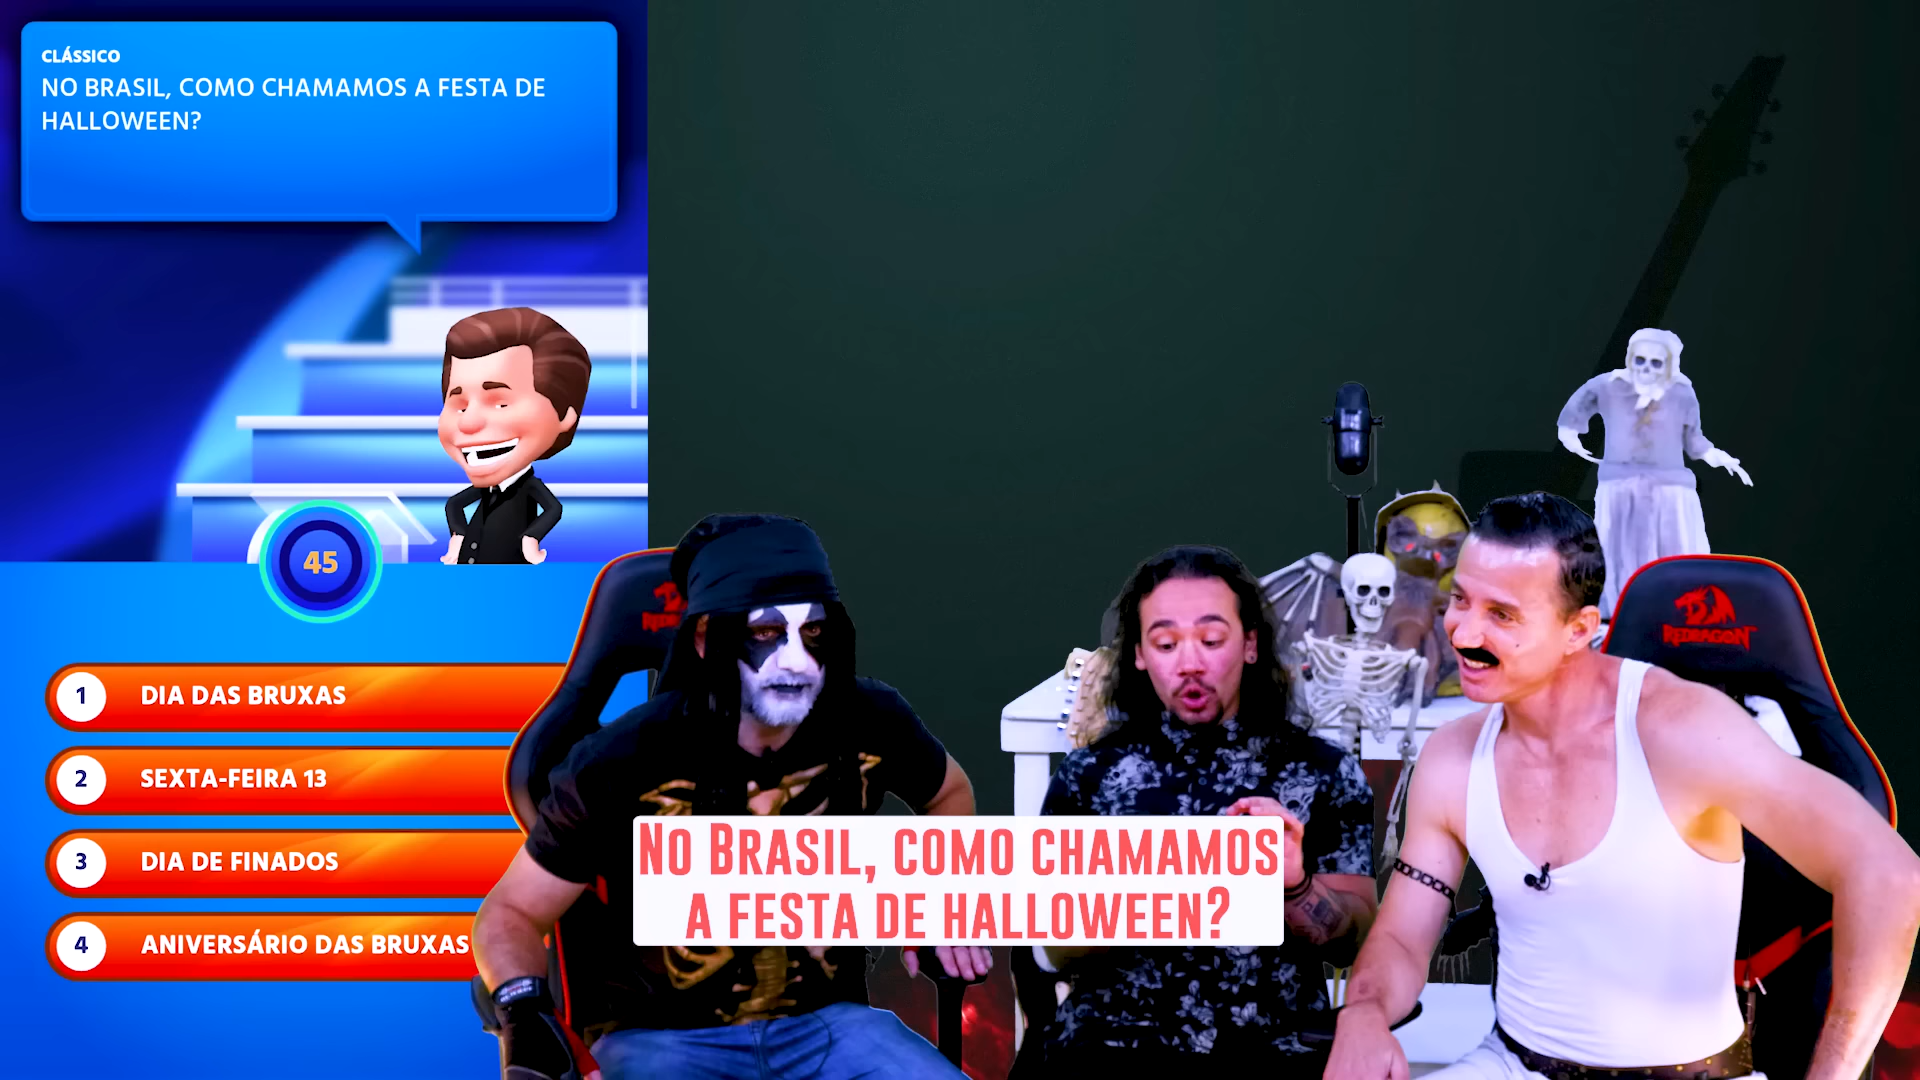 CLÁSSICO
NO BRASIL, COMO CHAMAMOS A FESTA DE
HALLOWEEN?
45
1 DIA DAS BRUXAS
2 SEXTA-FEIRA 13
3 DIA DE FINADOS
4 ANIVERSÁRIO DAS BRUXAS
REDRAGON
No Brasil, como chamamos
a festa de halloween?